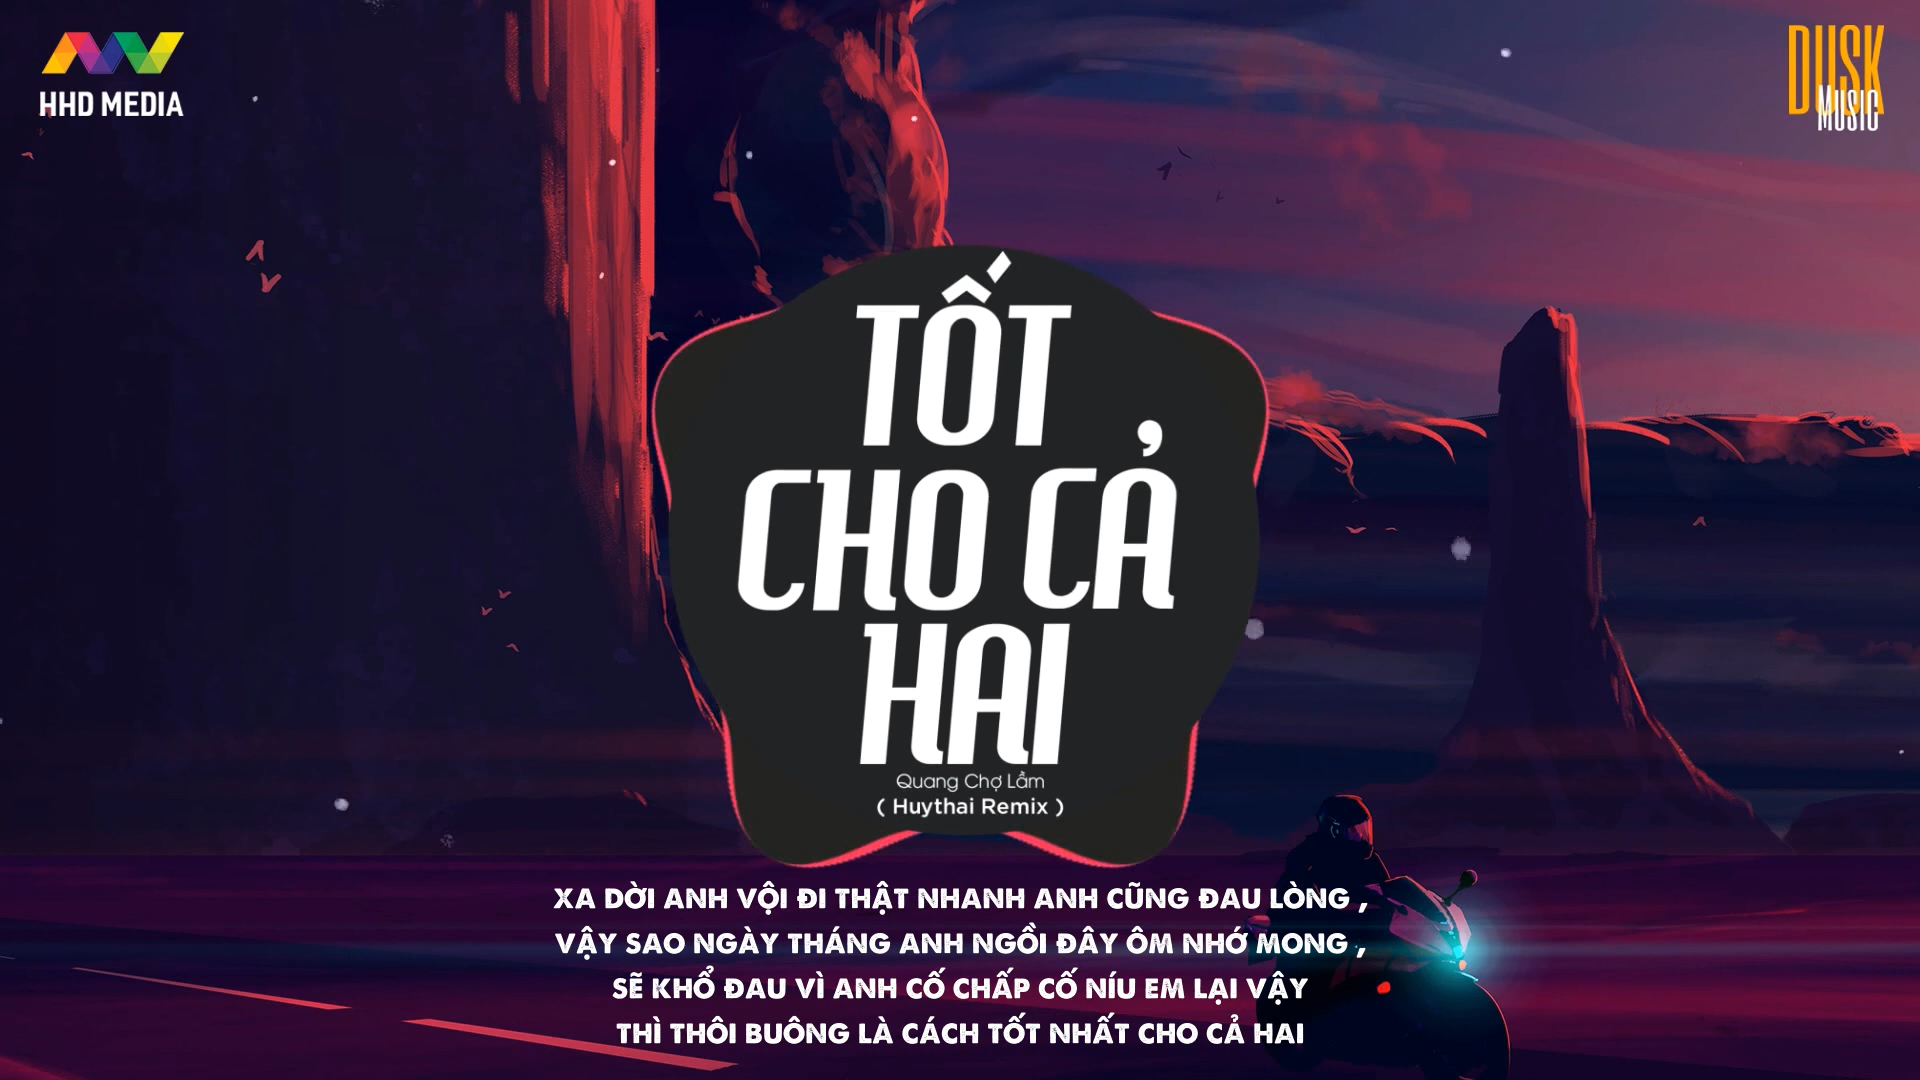 HHD MEDIA
DUSK
MUSIC
TỐT
CHO CẢ
HAI
Quang Chợ Lầm
( Huythai Remix )
XA DỜI ANH VỘI ĐI THẬT NHANH ANH CŨNG ĐAU LÒNG ,
VẬY SAO NGÀY THÁNG ANH NGỒI ĐÂY ÔM NHỚ MONG ,
SẼ KHỔ ĐAU VÌ ANH CỐ CHẤP CỐ NÍU EM LẠI VẬY
THÌ THÔI BUÔNG LÀ CÁCH TỐT NHẤT CHO CẢ HAI